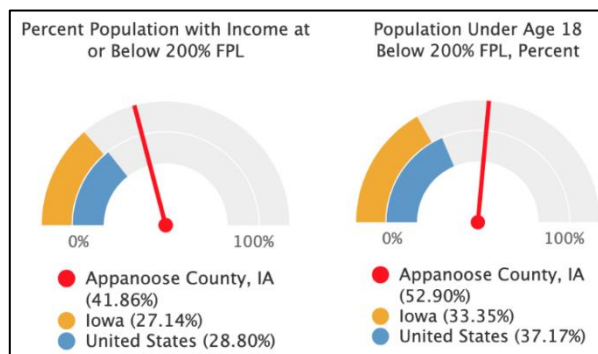 Percent Population with Income at
or Below 200% FPL
0%
100%
Appanoose County, IA
(41.86%)
Iowa (27.14%)
United States (28.80%)
Population Under Age 18
Below 200% FPL, Percent
0%
100%
Appanoose County, IA
(52.90%)
Iowa (33.35%)
United States (37.17%)